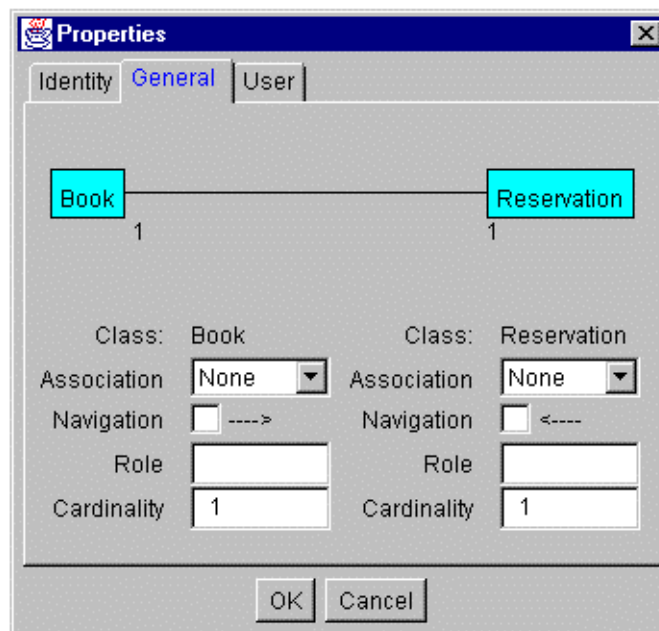 Properties
Identity General User
Book Reservation
1 1
Class: Book Class: Reservation
Association None Association None
Navigation ----> Navigation <----
Role Role
Cardinality 1 Cardinality 1
OK Cancel